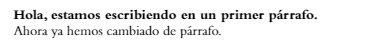 Hola, estamos escribiendo en un primer párrafo.
Ahora ya hemos cambiado de párrafo.